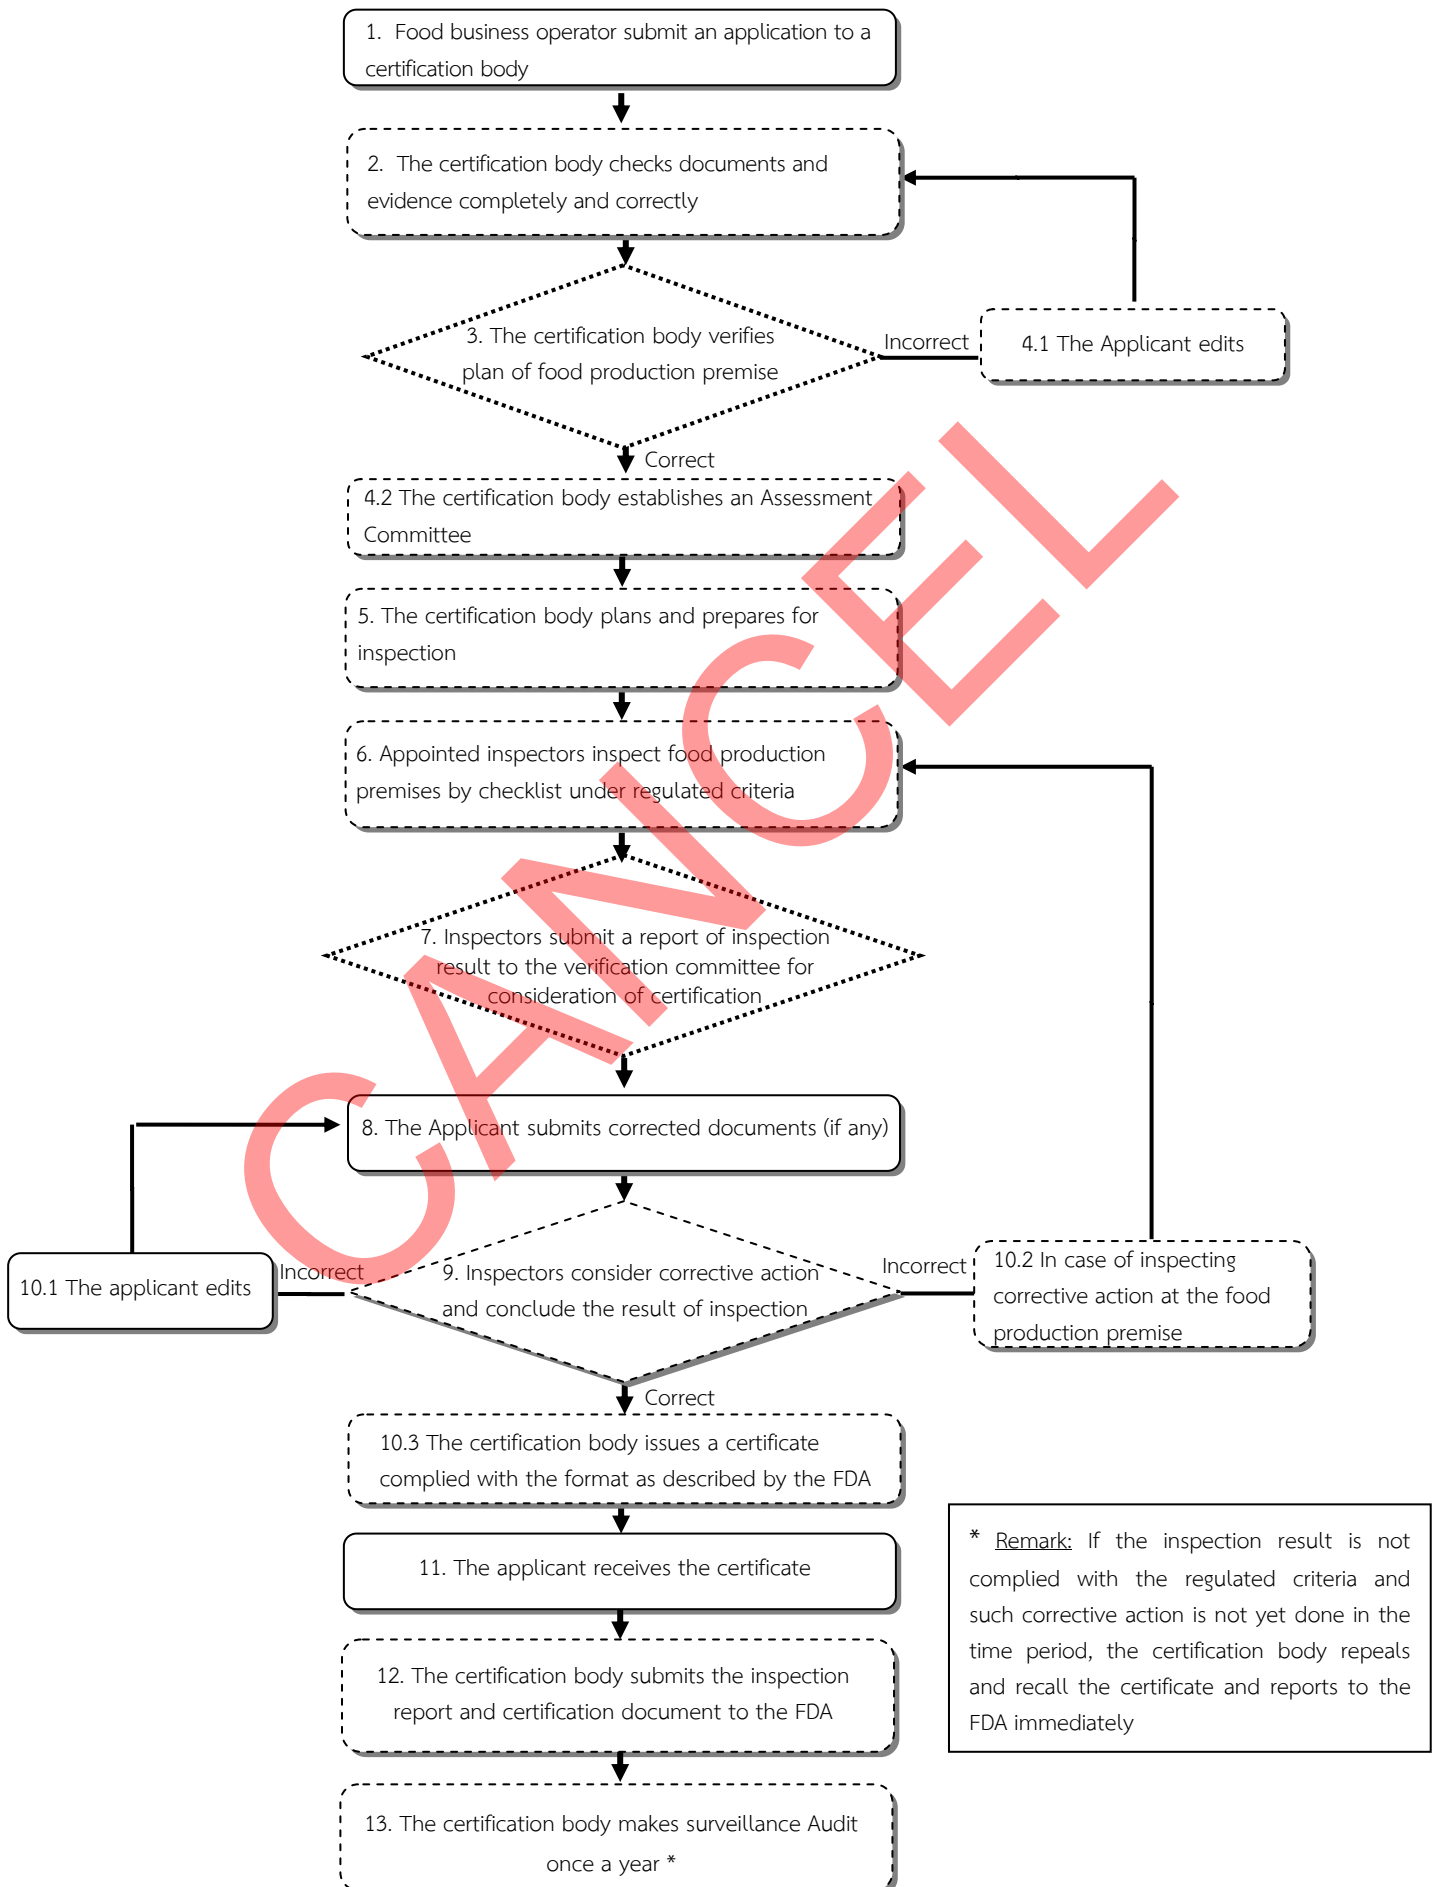 1. Food business operator submit an application to a
certification body
2. The certification body checks documents and
evidence completely and correctly
3. The certification body verifies
plan of food production premise
Incorrect
4.1 The Applicant edits
Correct
4.2 The certification body establishes an Assessment
Committee
5. The certification body plans and prepares for
inspection
6. Appointed inspectors inspect food production
premises by checklist under regulated criteria
7. Inspectors submit a report of inspection
result to the verification committee for
consideration of certification
8. The Applicant submits corrected documents (if any)
10.1 The applicant edits
Incorrect
9. Inspectors consider corrective action
and conclude the result of inspection
Incorrect
10.2 In case of inspecting
corrective action at the food
production premise
Correct
10.3 The certification body issues a certificate
complied with the format as described by the FDA
11. The applicant receives the certificate
12. The certification body submits the inspection
report and certification document to the FDA
13. The certification body makes surveillance Audit
once a year *
* Remark: If the inspection result is not
complied with the regulated criteria and
such corrective action is not yet done in the
time period, the certification body repeals
and recall the certificate and reports to the
FDA immediately
CANCEL